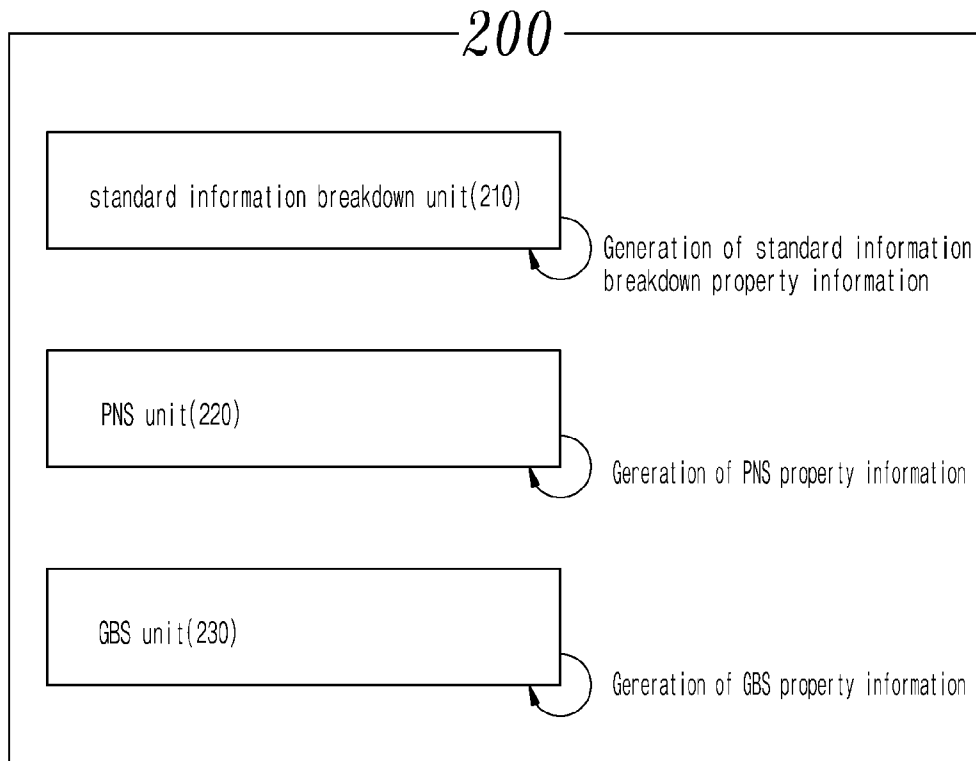 200
standard information breakdown unit(210)
Generation of standard information
breakdown property information
PNS unit(220)
Gereration of PNS property information
GBS unit(230)
Gereration of GBS property information